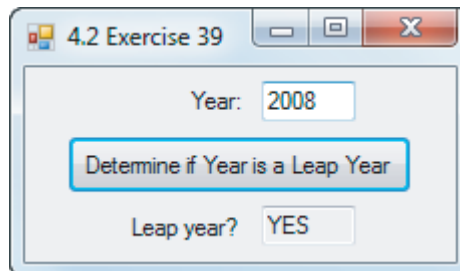 4.2 Exercise 39
Year: 2008
Determine if Year is a Leap Year
Leap year? YES